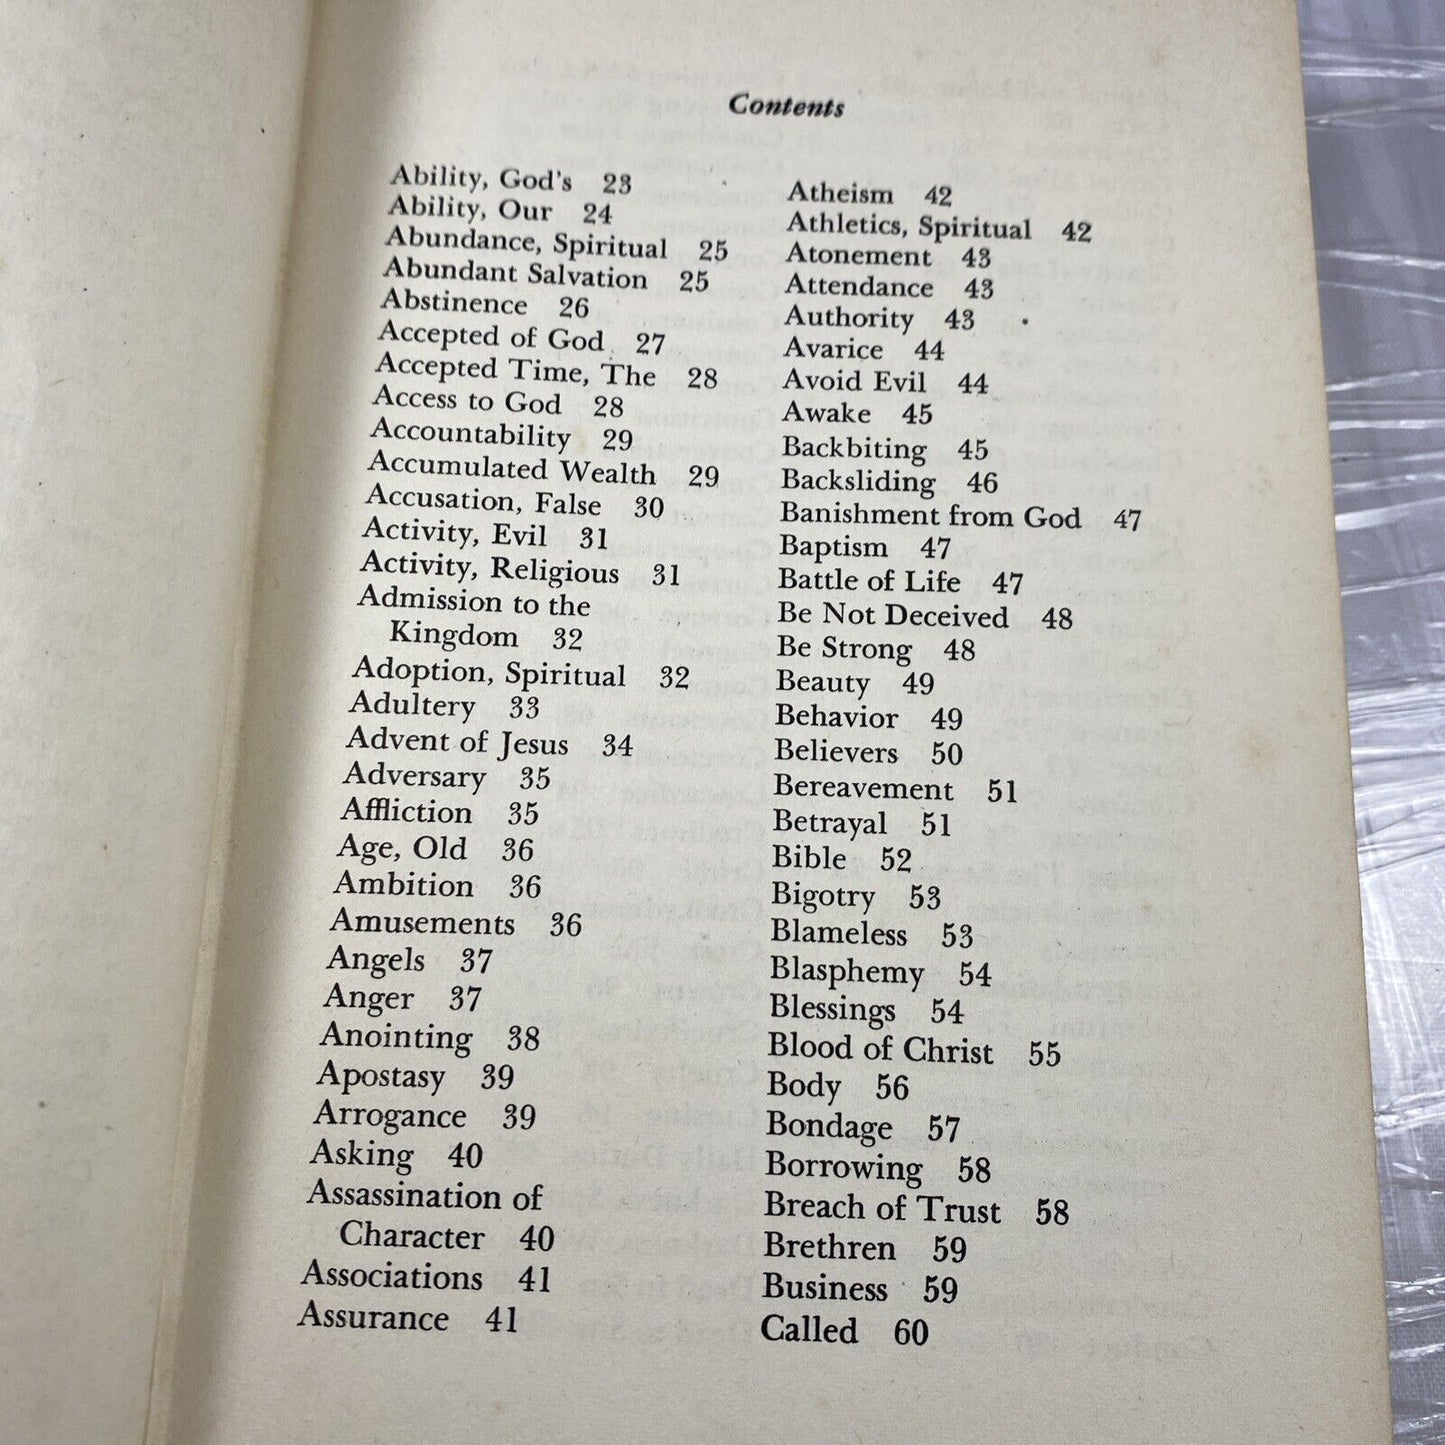 Contents
Ability, God's 23
Ability, Our 24
Abundance, Spiritual 25
Abundant Salvation 25
Abstinence 26
Accepted of God 27
Accepted Time, The 28
Access to God 28
Accountability 29
Accumulated Wealth 29
Accusation, False 30
Activity, Evil 31
Activity, Religious 31
Admission to the
Kingdom 32
Adoption, Spiritual 32
Adultery 33
Advent of Jesus 34
Adversary 35
Affliction 35
Age, Old 36
Ambition 36
Amusements 36
Angels 37
Anger 37
Anointing 38
Apostasy 39
Arrogance 39
Asking 40
Assassination of
Character 40
Associations 41
Assurance 41
Atheism 42
Athletics, Spiritual 42
Atonement 43
Attendance 43
Authority 43
Avarice 44
Avoid Evil 44
Awake 45
Backbiting 45
Backsliding 46
Banishment from God 47
Baptism 47
Battle of Life 47
Be Not Deceived 48
Be Strong 48
Beauty 49
Behavior 49
Believers 50
Bereavement 51
Betrayal 51
Bible 52
Bigotry 53
Blameless 53
Blasphemy 54
Blessings 54
Blood of Christ 55
Body 56
Bondage 57
Borrowing 58
Breach of Trust 58
Brethren 59
Business 59
Called 60